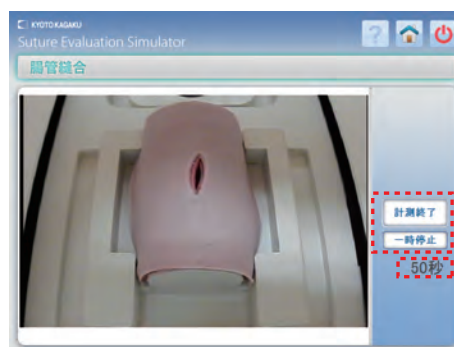 KYOTO KAGAKU
Suture Evaluation Simulator
?
腸管縫合
計測終了
一時停止
50秒